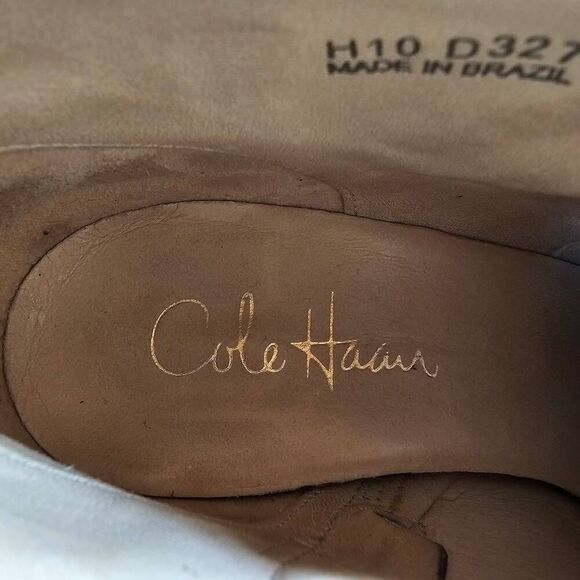 H10 D327
MADE IN BRAZIL
Cole Haan